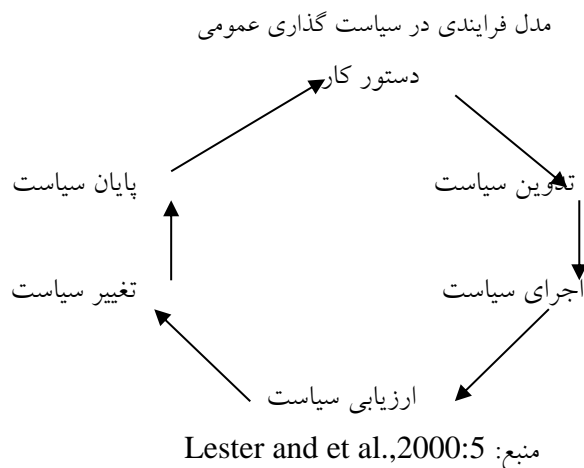 مدل فرایندی در سیاست گذاری عمومی
دستور کار
تدوین سیاست
پایان سیاست
اجرای سیاست
تغییر سیاست
ارزیابی سیاست
منبع: Lester and et al.,2000:5